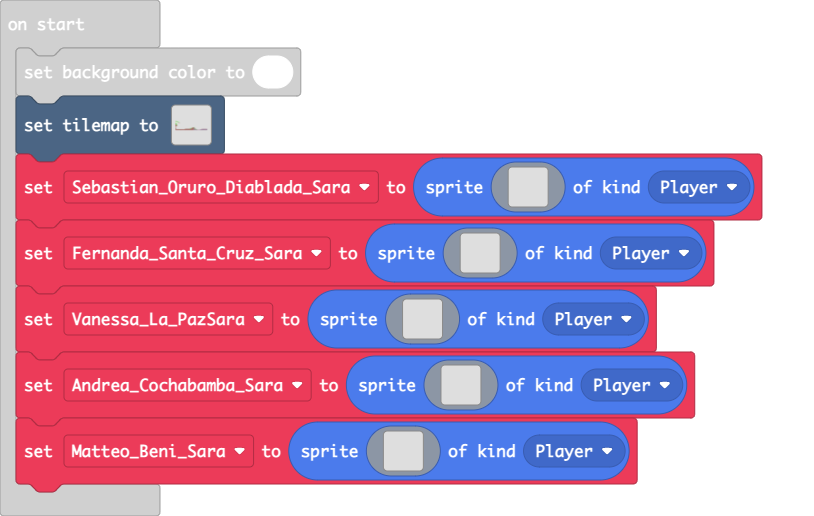 on start
set background color to
set tilemap to
set Sebastian_Oruro_Diablada_Sara to sprite of kind Player
set Fernanda_Santa_Cruz_Sara to sprite of kind Player
set Vanessa_La_PazSara to sprite of kind Player
set Andrea_Cochabamba_Sara to sprite of kind Player
set Matteo_Beni_Sara to sprite of kind Player